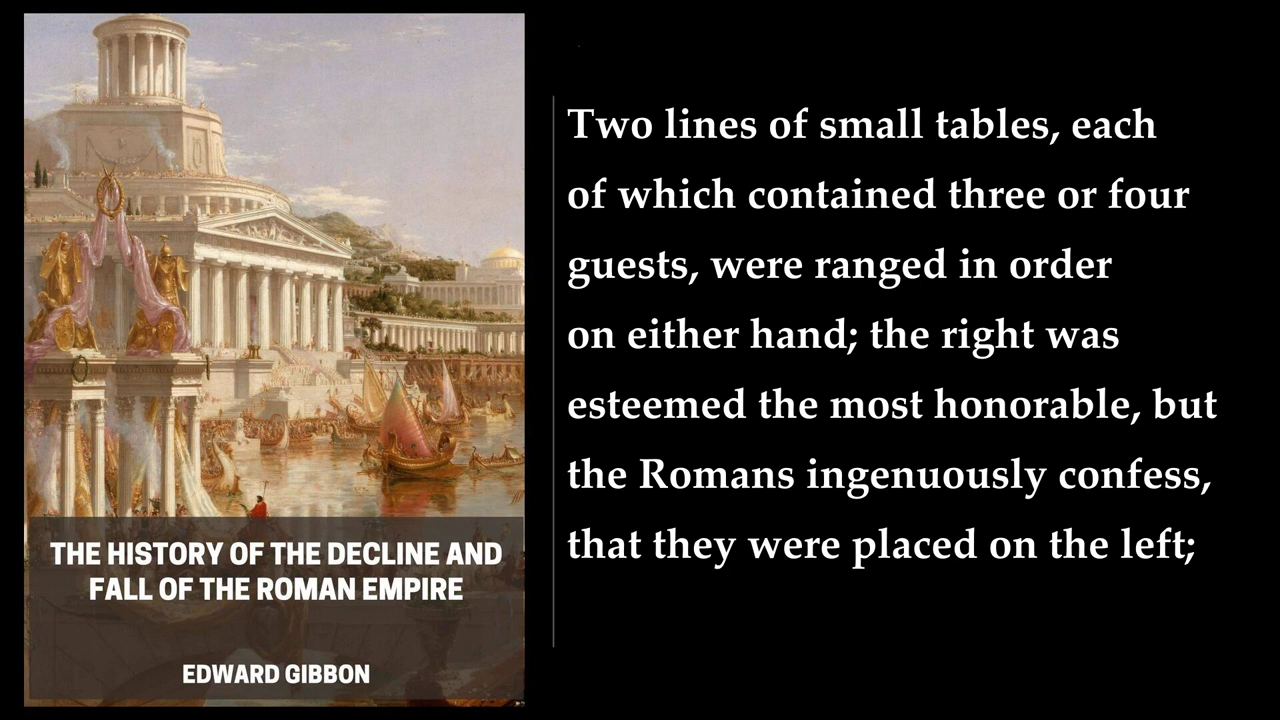 THE HISTORY OF THE DECLINE AND
FALL OF THE ROMAN EMPIRE
EDWARD GIBBON
Two lines of small tables, each
of which contained three or four
guests, were ranged in order
on either hand; the right was
esteemed the most honorable, but
the Romans ingenuously confess,
that they were placed on the left;